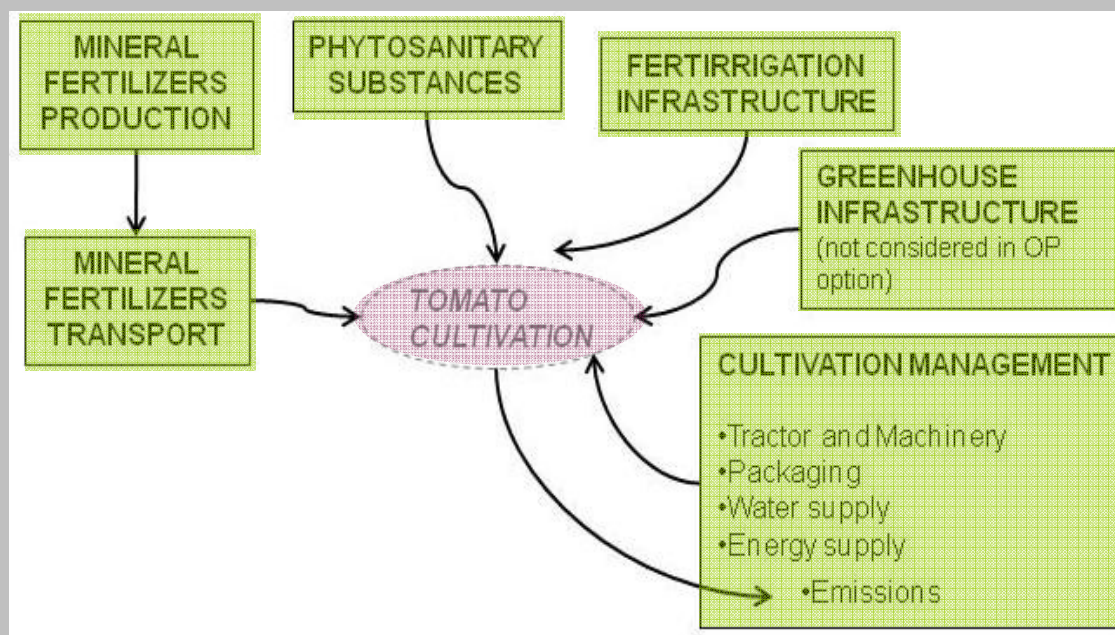 MINERAL
FERTILIZERS
PRODUCTION
PHYTOSANITARY
SUBSTANCES
FERTIRRIGATION
INFRASTRUCTURE
GREENHOUSE
INFRASTRUCTURE
(not considered in OP
option)
MINERAL
FERTILIZERS
TRANSPORT
TOMATO
CULTIVATION
CULTIVATION MANAGEMENT
•Tractor and Machinery
•Packaging
•Water supply
•Energy supply
•Emissions